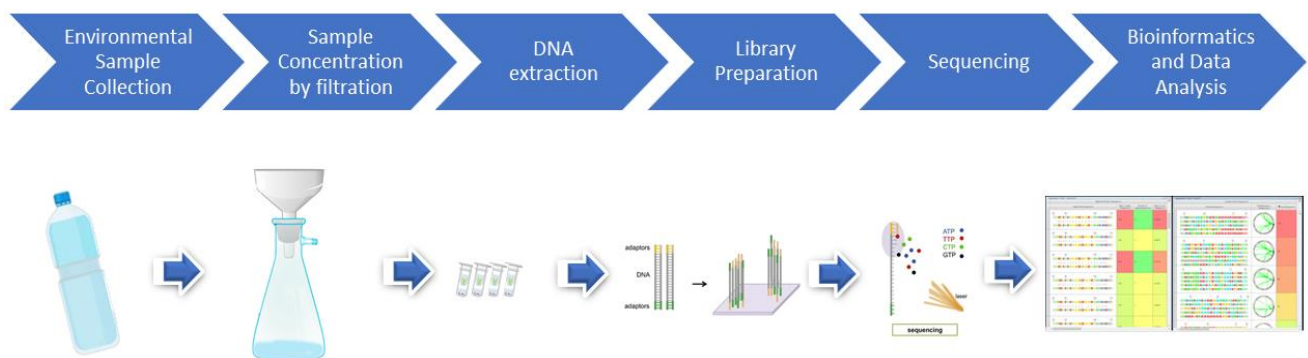 Environmental
Sample
Collection
Sample
Concentration
by filtration
DNA
extraction
Library
Preparation
Sequencing
Bioinformatics
and Data
Analysis
adaptors
DNA
adaptors
ATP
TTP
CTP
GTP
laser
sequencing